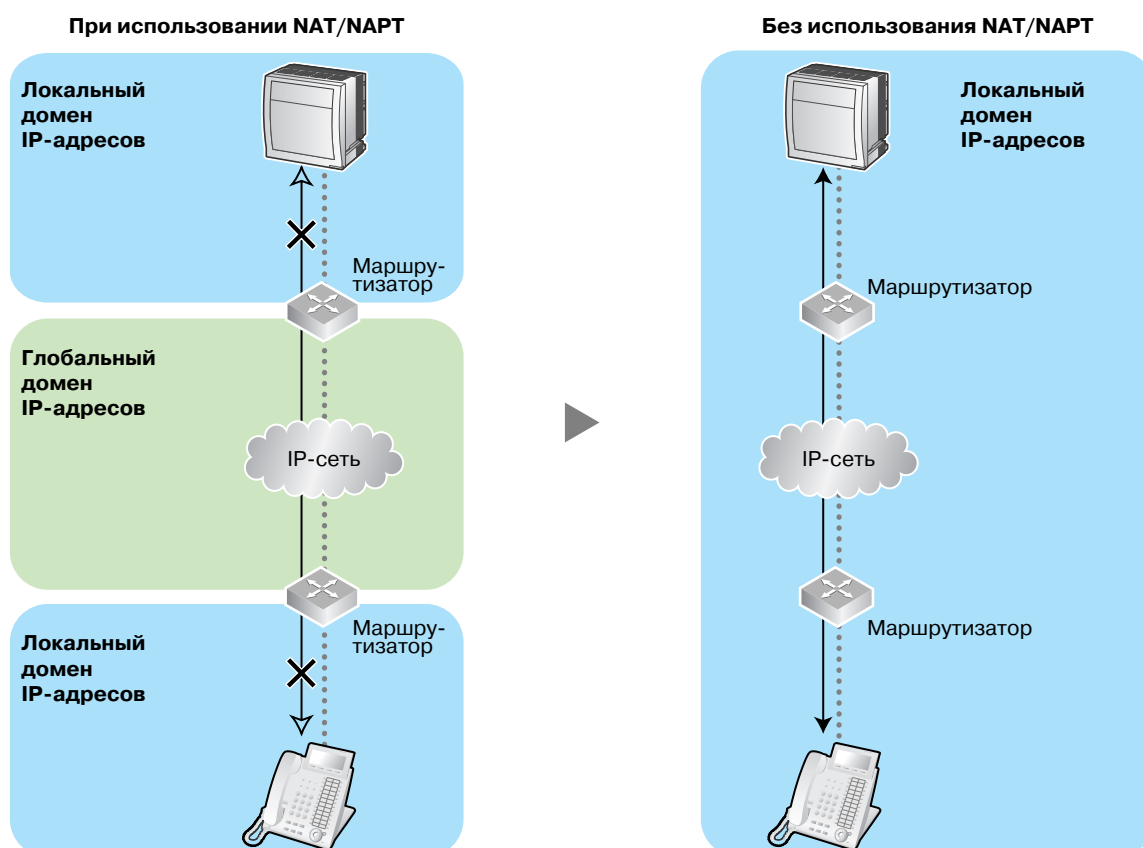 При использовании NAT/NAPT
Локальный
домен
IP-адресов
Маршру-
тизатор
Глобальный
домен
IP-адресов
IP-сеть
Маршру-
тизатор
Локальный
домен
IP-адресов
Без использования NAT/NAPT
Локальный
домен
IP-адресов
Маршрутизатор
IP-сеть
Маршрутизатор